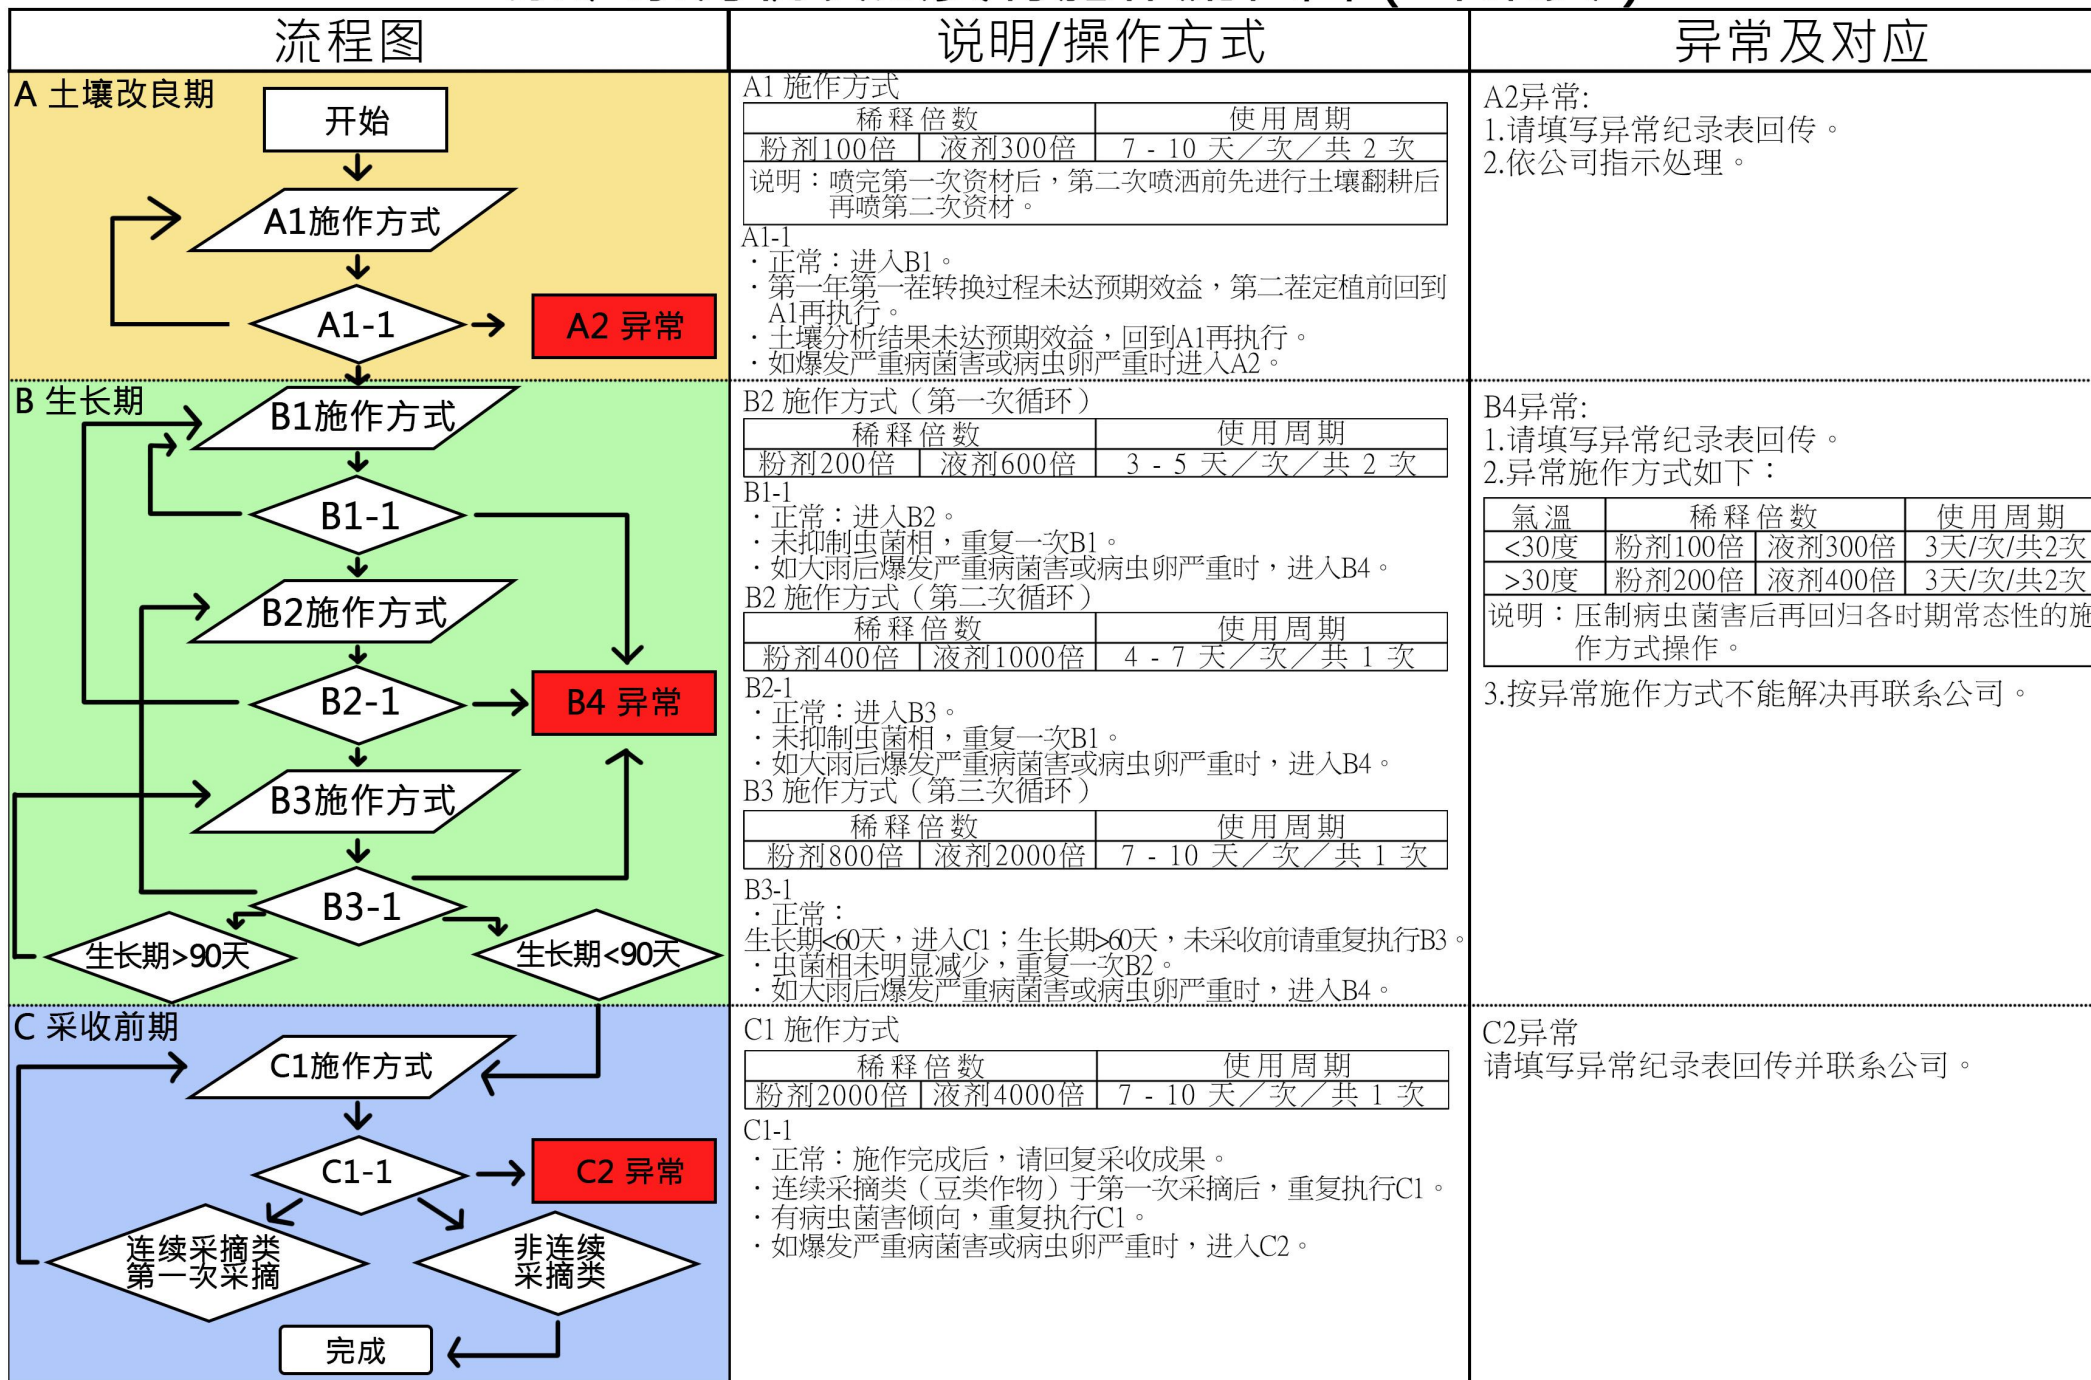 流程图
说明/操作方式
异常及对应
A 土壤改良期
开始
A1施作方式
A1-1
A2 异常
B 生长期
B1施作方式
B1-1
B2施作方式
B2-1
B4 异常
B3施作方式
B3-1
生长期>90天
生长期<90天
C 采收前期
C1施作方式
C1-1
C2 异常
连续采摘类
第一次采摘
非连续
采摘类
完成
A1 施作方式
稀释倍数 使用周期
粉剂100倍 液剂300倍 7 - 10 天／次／共 2 次
说明：喷完第一次资材后，第二次喷洒前先进行土壤翻耕后
再喷第二次资材。
A1-1
·正常：进入B1。
·第一年第一茬转换过程未达预期效益，第二茬定植前回到
A1再执行。
·土壤分析结果未达预期效益，回到A1再执行。
·如爆发严重病菌害或病虫卵严重时进入A2。
B2 施作方式（第一次循环）
稀释倍数 使用周期
粉剂200倍 液剂600倍 3 - 5 天／次／共 2 次
B1-1
·正常：进入B2。
·未抑制虫菌相，重复一次B1。
·如大雨后爆发严重病菌害或病虫卵严重时，进入B4。
B2 施作方式（第二次循环）
稀释倍数 使用周期
粉剂400倍 液剂1000倍 4 - 7 天／次／共 1 次
B2-1
·正常：进入B3。
·未抑制虫菌相，重复一次B1。
·如大雨后爆发严重病菌害或病虫卵严重时，进入B4。
B3 施作方式（第三次循环）
稀释倍数 使用周期
粉剂800倍 液剂2000倍 7 - 10 天／次／共 1 次
B3-1
·正常：
生长期<60天，进入C1；生长期>60天，未采收前请重复执行B3。
·虫菌相未明显减少，重复一次B2。
·如大雨后爆发严重病菌害或病虫卵严重时，进入B4。
C1 施作方式
稀释倍数 使用周期
粉剂2000倍 液剂4000倍 7 - 10 天／次／共 1 次
C1-1
·正常：施作完成后，请回复采收成果。
·连续采摘类（豆类作物）于第一次采摘后，重复执行C1。
·有病虫菌害倾向，重复执行C1。
·如爆发严重病菌害或病虫卵严重时，进入C2。
A2异常:
1.请填写异常纪录表回传。
2.依公司指示处理。
B4异常:
1.请填写异常纪录表回传。
2.异常施作方式如下：
氣溫 稀释倍数 使用周期
<30度 粉剂100倍 液剂300倍 3天/次/共2次
>30度 粉剂200倍 液剂400倍 3天/次/共2次
说明：压制病虫菌害后再回归各时期常态性的施
作方式操作。
3.按异常施作方式不能解决再联系公司。
C2异常
请填写异常纪录表回传并联系公司。